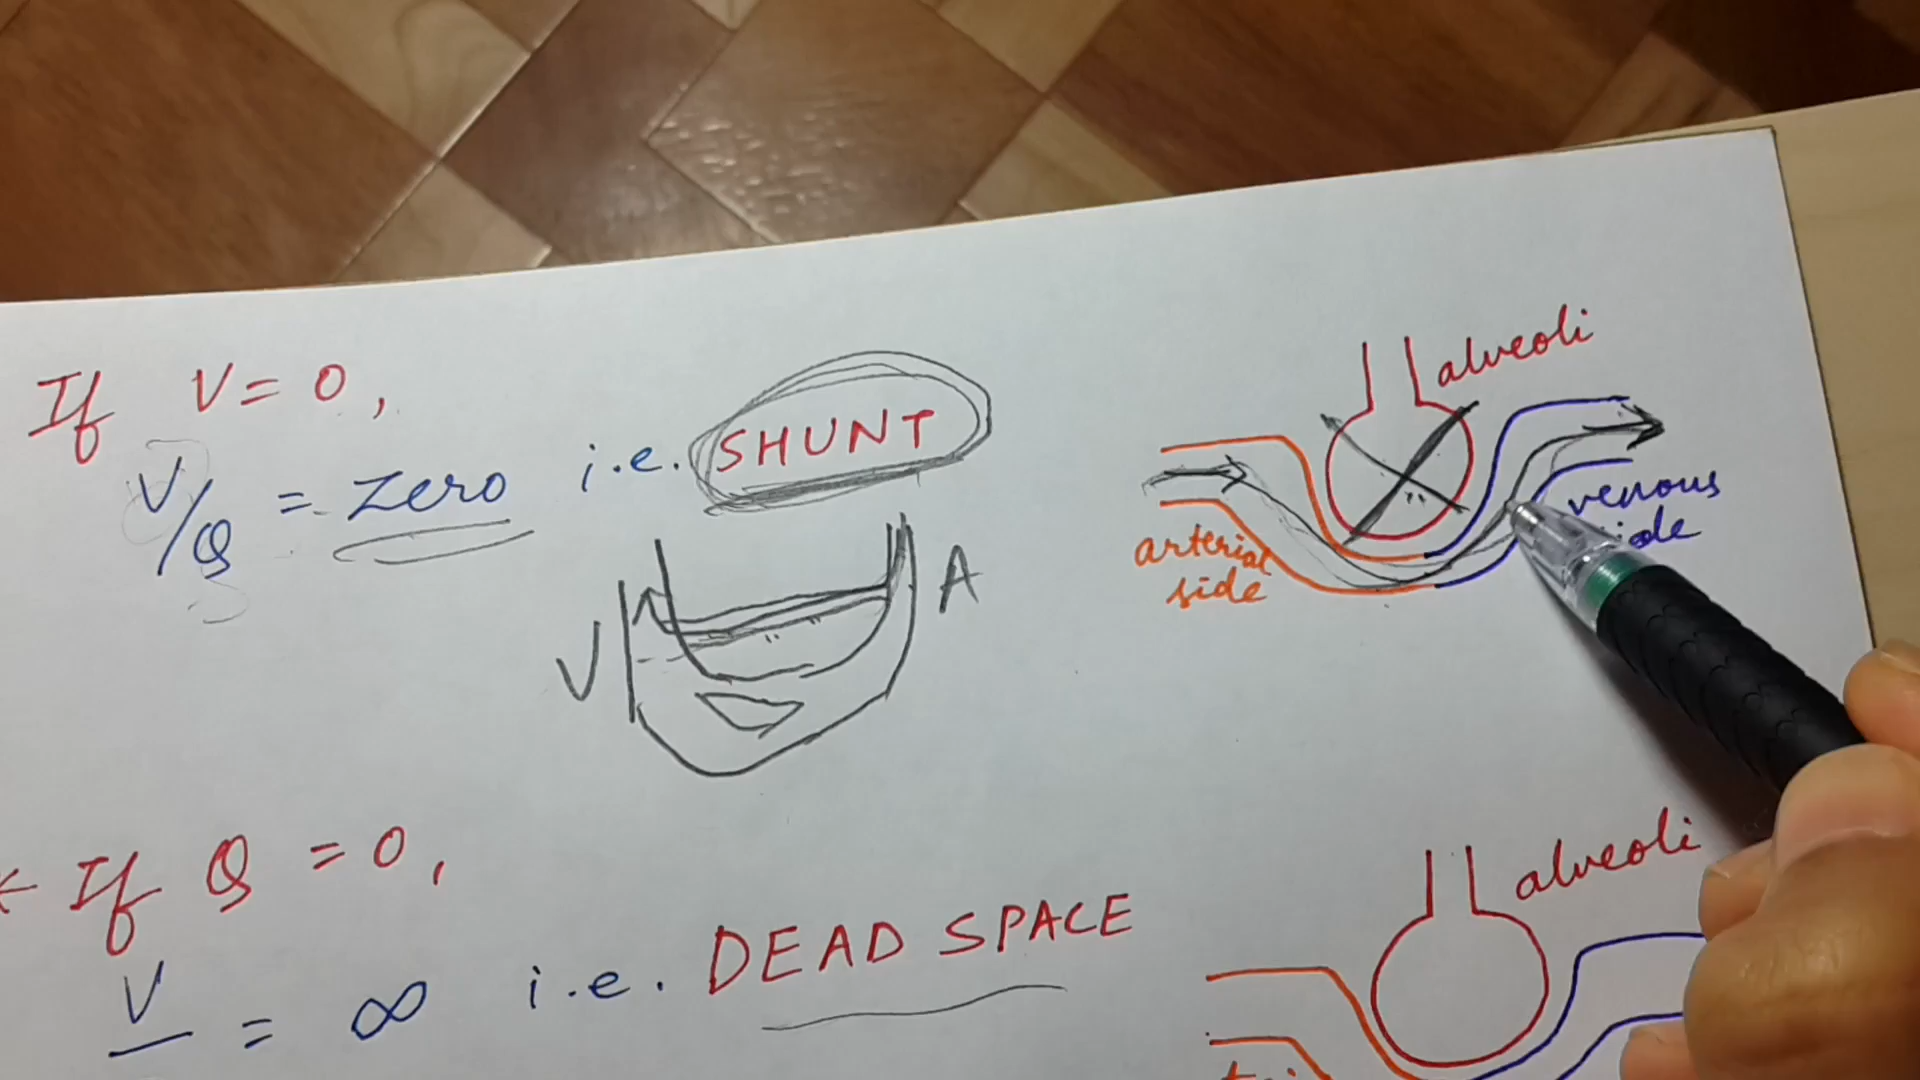 If V = 0,
V/Q = Zero i.e. SHUNT
alveoli
arterial
side
venous
V
A
If Q = 0,
V
= ∞ i.e. DEAD SPACE
alveoli